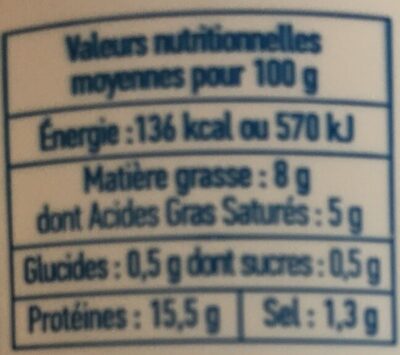 Valeurs nutritionnelles
moyennes pour 100 g
Énergie : 136 kcal ou 570 kJ
Matière grasse : 8 g
dont Acides Gras Saturés : 5 g
Glucides : 0,5 g dont sucres : 0,5 g
Protéines : 15,5 g Sel : 1,3 g